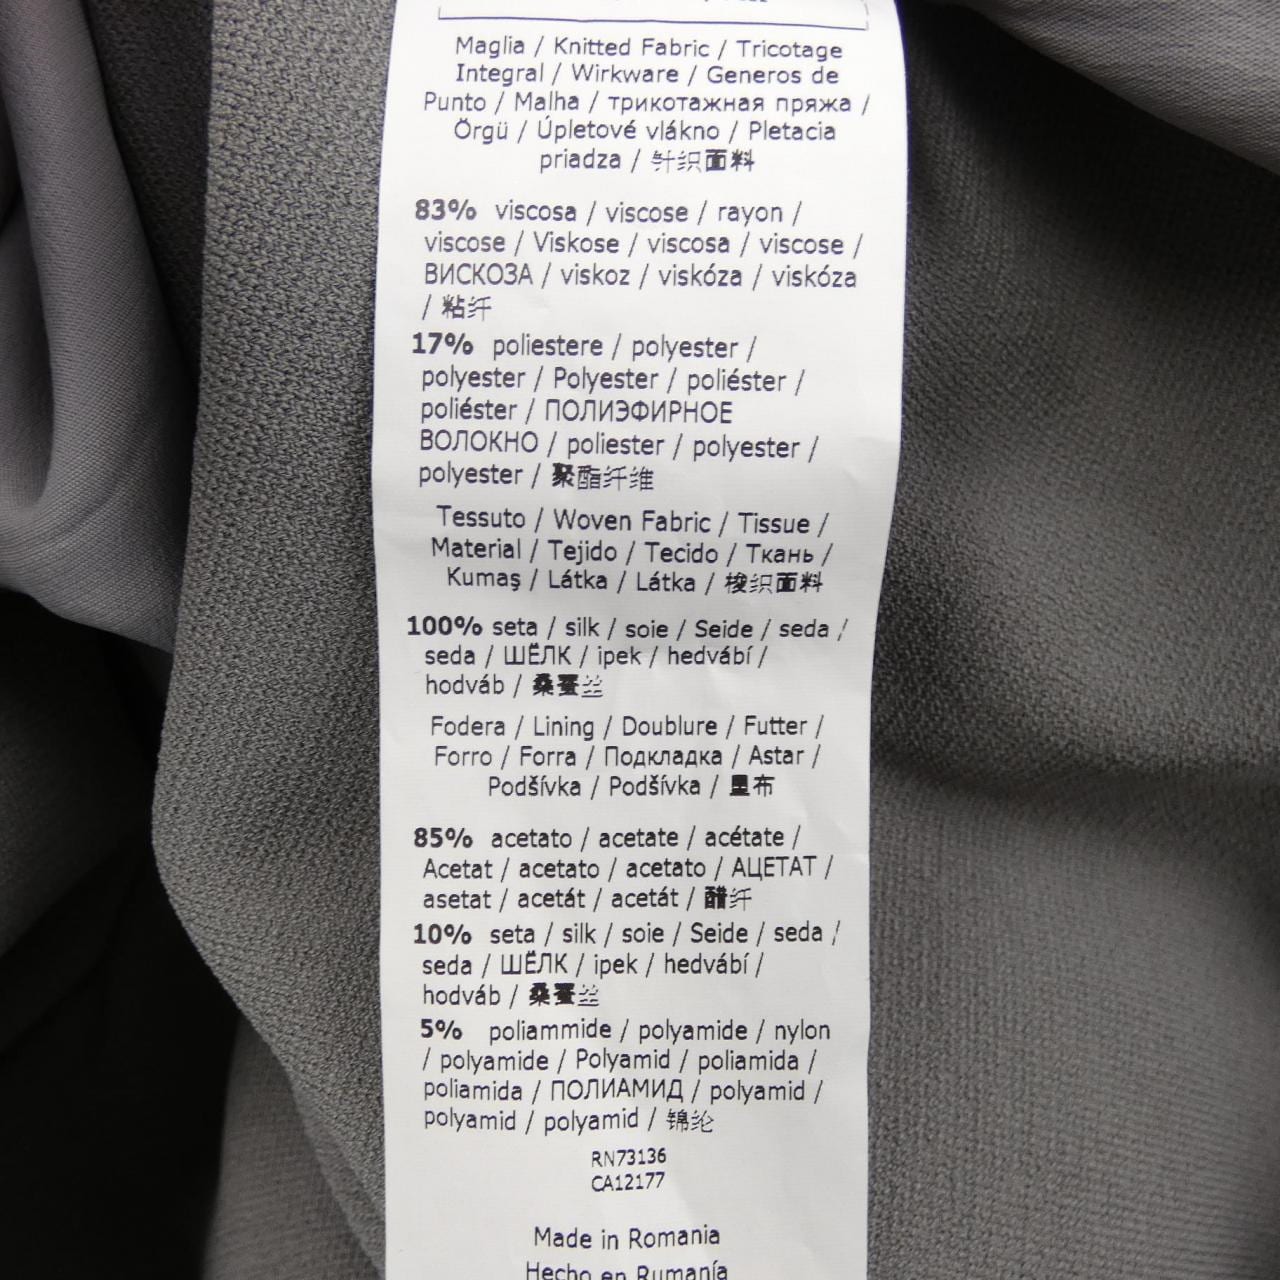 Maglia / Knitted Fabric / Tricotage
Integral / Wirkware / Generos de
Punto / Malha / трикотажная пряжа /
Örgü / Úpletové vlákno / Pletacia
priadza / 针织面料
83% viscosa / viscose / rayon /
viscose / Viskose / viscosa / viscose /
ВИСКОЗА / viskoz / viskóza / viskóza
/ 粘纤
17% poliestere / polyester /
polyester / Polyester / poliéster /
poliéster / ПОЛИЭФИРНОЕ
ВОЛОКНО / poliester / polyester /
polyester / 聚酯纤维
Tessuto / Woven Fabric / Tissue /
Material / Tejido / Tecido / Ткань /
Kumaş / Látka / Látka / 梭织面料
100% seta / silk / soie / Seide / seda /
seda / ШЁЛК / ipek / hedvábí /
hodváb / 桑蚕丝
Fodera / Lining / Doublure / Futter /
Forro / Forra / Подкладка / Astar /
Podšívka / Podšívka / 里布
85% acetato / acetate / acétate /
Acetat / acetato / acetato / АЦЕТАТ /
asetat / acetát / acetát / 醋纤
10% seta / silk / soie / Seide / seda /
seda / ШЁЛК / ipek / hedvábí /
hodváb / 桑蚕丝
5% poliammide / polyamide / nylon
/ polyamide / Polyamid / poliamida /
poliamida / ПОЛИАМИД / polyamid /
polyamid / polyamid / 锦纶
RN73136
CA12177
Made in Romania
Hecho en Rumanía